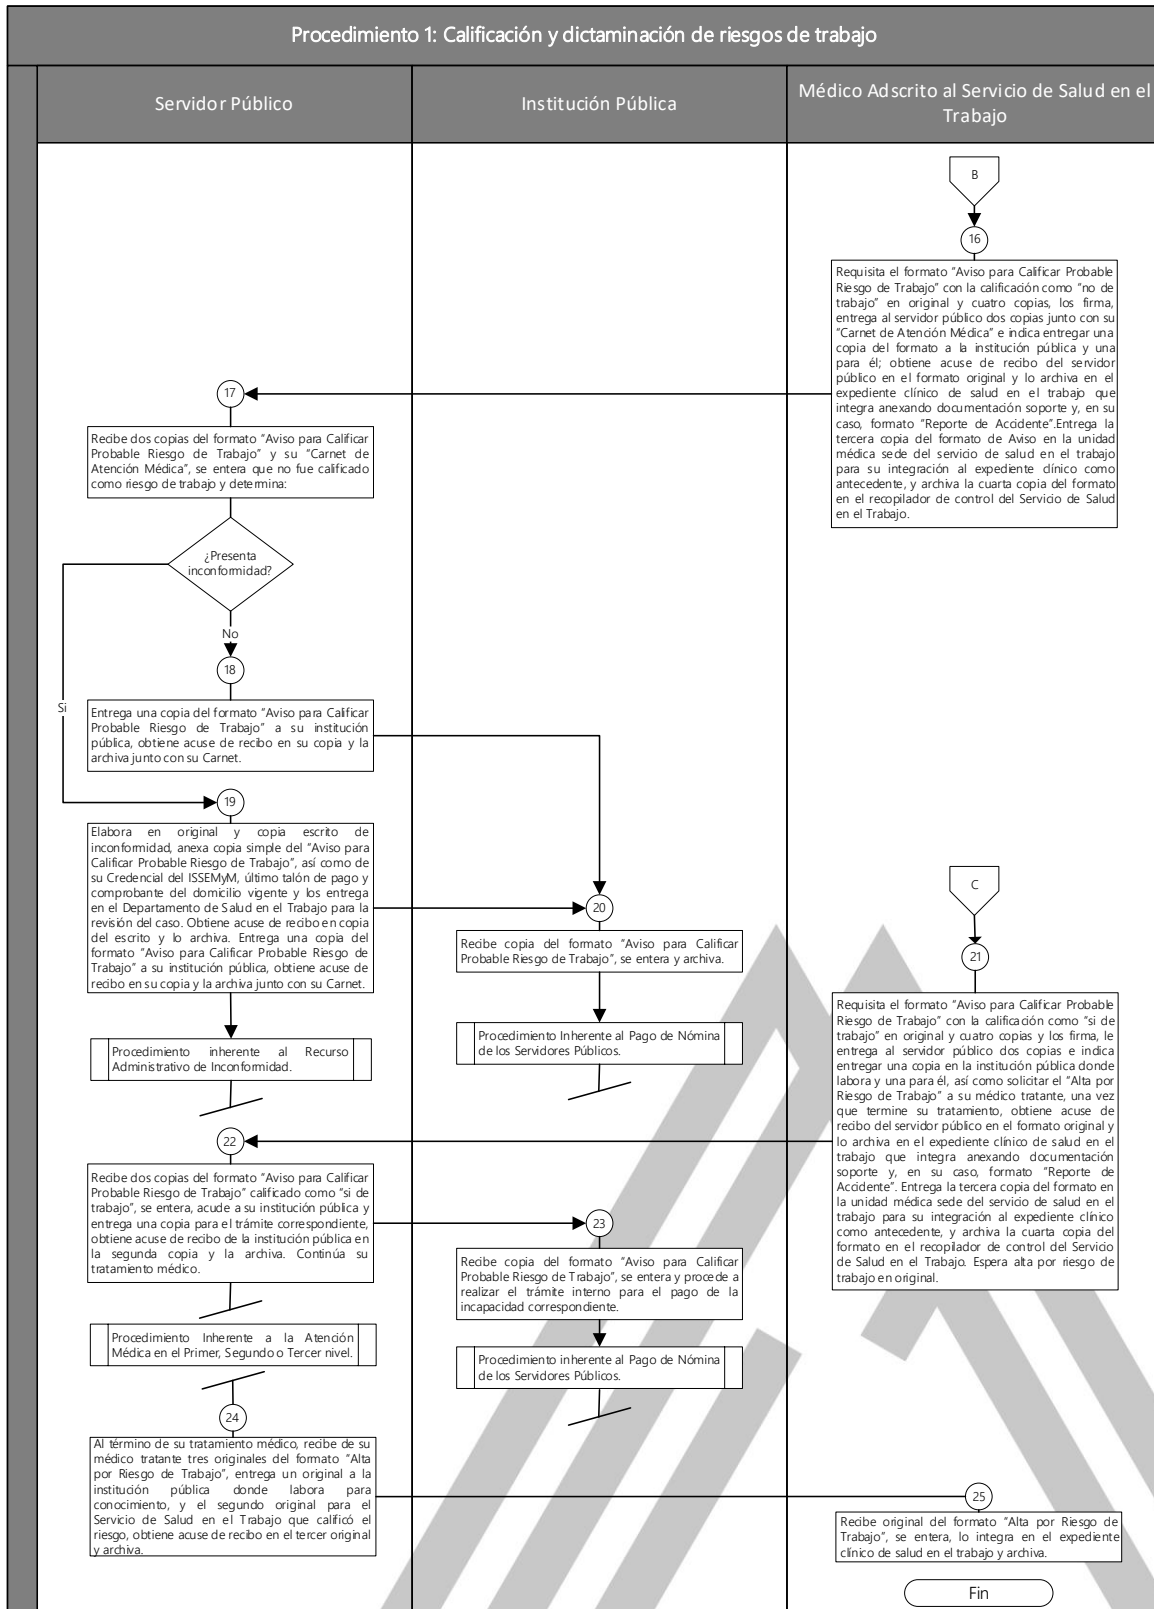 Procedimiento 1: Calificación y dictaminación de riesgos de trabajo
Servidor Público
Institución Pública
Médico Adscrito al Servicio de Salud en el
Trabajo
B
16
Requisita el formato "Aviso para Calificar Probable
Riesgo de Trabajo" con la calificación como "no de
trabajo" en original y cuatro copias, los firma,
entrega al servidor público dos copias junto con su
"Carnet de Atención Médica" e indica entregar una
copia del formato a la institución pública y una
para él; obtiene acuse de recibo del servidor
público en el formato original y lo archiva en el
expediente clínico de salud en el trabajo que
integra anexando documentación soporte y, en su
caso, formato "Reporte de Accidente".Entrega la
tercera copia del formato de Aviso en la unidad
médica sede del servicio de salud en el trabajo
para su integración al expediente clínico como
antecedente, y archiva la cuarta copia del formato
en el recopilador de control del Servicio de Salud
en el Trabajo.
17
Recibe dos copias del formato "Aviso para Calificar
Probable Riesgo de Trabajo" y su "Carnet de
Atención Médica", se entera que no fue calificado
como riesgo de trabajo y determina:
¿Presenta
inconformidad?
No
Si
18
Entrega una copia del formato "Aviso para Calificar
Probable Riesgo de Trabajo" a su institución
pública, obtiene acuse de recibo en su copia y la
archiva junto con su Carnet.
19
Elabora en original y copia escrito de
inconformidad, anexa copia simple del "Aviso para
Calificar Probable Riesgo de Trabajo", así como de
su Credencial del ISSEMyM, último talón de pago y
comprobante del domicilio vigente y los entrega
en el Departamento de Salud en el Trabajo para la
revisión del caso. Obtiene acuse de recibo en copia
del escrito y lo archiva. Entrega una copia del
formato "Aviso para Calificar Probable Riesgo de
Trabajo" a su institución pública, obtiene acuse de
recibo en su copia y la archiva junto con su Carnet.
Procedimiento inherente al Recurso
Administrativo de Inconformidad.
20
Recibe copia del formato "Aviso para Calificar
Probable Riesgo de Trabajo", se entera y archiva.
Procedimiento Inherente al Pago de Nómina
de los Servidores Públicos.
C
21
Requisita el formato "Aviso para Calificar Probable
Riesgo de Trabajo" con la calificación como "si de
trabajo" en original y cuatro copias y los firma, le
entrega al servidor público dos copias e indica
entregar una copia en la institución pública donde
labora y una para él, así como solicitar el "Alta por
Riesgo de Trabajo" a su médico tratante, una vez
que termine su tratamiento, obtiene acuse de
recibo del servidor público en el formato original y
lo archiva en el expediente clínico de salud en el
trabajo que integra anexando documentación
soporte y, en su caso, formato "Reporte de
Accidente". Entrega la tercera copia del formato en
la unidad médica sede del servicio de salud en el
trabajo para su integración al expediente clínico
como antecedente, y archiva la cuarta copia del
formato en el recopilador de control del Servicio
de Salud en el Trabajo. Espera alta por riesgo de
trabajo en original.
22
Recibe dos copias del formato "Aviso para Calificar
Probable Riesgo de Trabajo" calificado como "si de
trabajo", se entera, acude a su institución pública y
entrega una copia para el trámite correspondiente,
obtiene acuse de recibo de la institución pública en
la segunda copia y la archiva. Continúa su
tratamiento médico.
Procedimiento Inherente a la Atención
Médica en el Primer, Segundo o Tercer nivel.
23
Recibe copia del formato "Aviso para Calificar
Probable Riesgo de Trabajo", se entera y procede a
realizar el trámite interno para el pago de la
incapacidad correspondiente.
Procedimiento inherente al Pago de Nómina
de los Servidores Públicos.
24
Al término de su tratamiento médico, recibe de su
médico tratante tres originales del formato "Alta
por Riesgo de Trabajo", entrega un original a la
institución pública donde labora para
conocimiento, y el segundo original para el
Servicio de Salud en el Trabajo que calificó el
riesgo, obtiene acuse de recibo en el tercer original
y archiva.
25
Recibe original del formato "Alta por Riesgo de
Trabajo", se entera, lo integra en el expediente
clínico de salud en el trabajo y archiva.
Fin